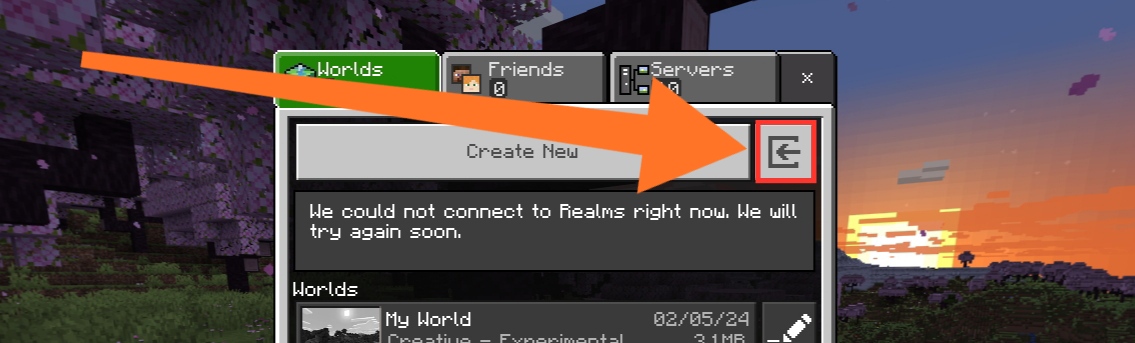 Worlds
Friends
0
Servers
0
Create New
We could not connect to Realms right now. We will
try again soon.
Worlds
My World 02/05/24
Creative - Experimental 3.1MB